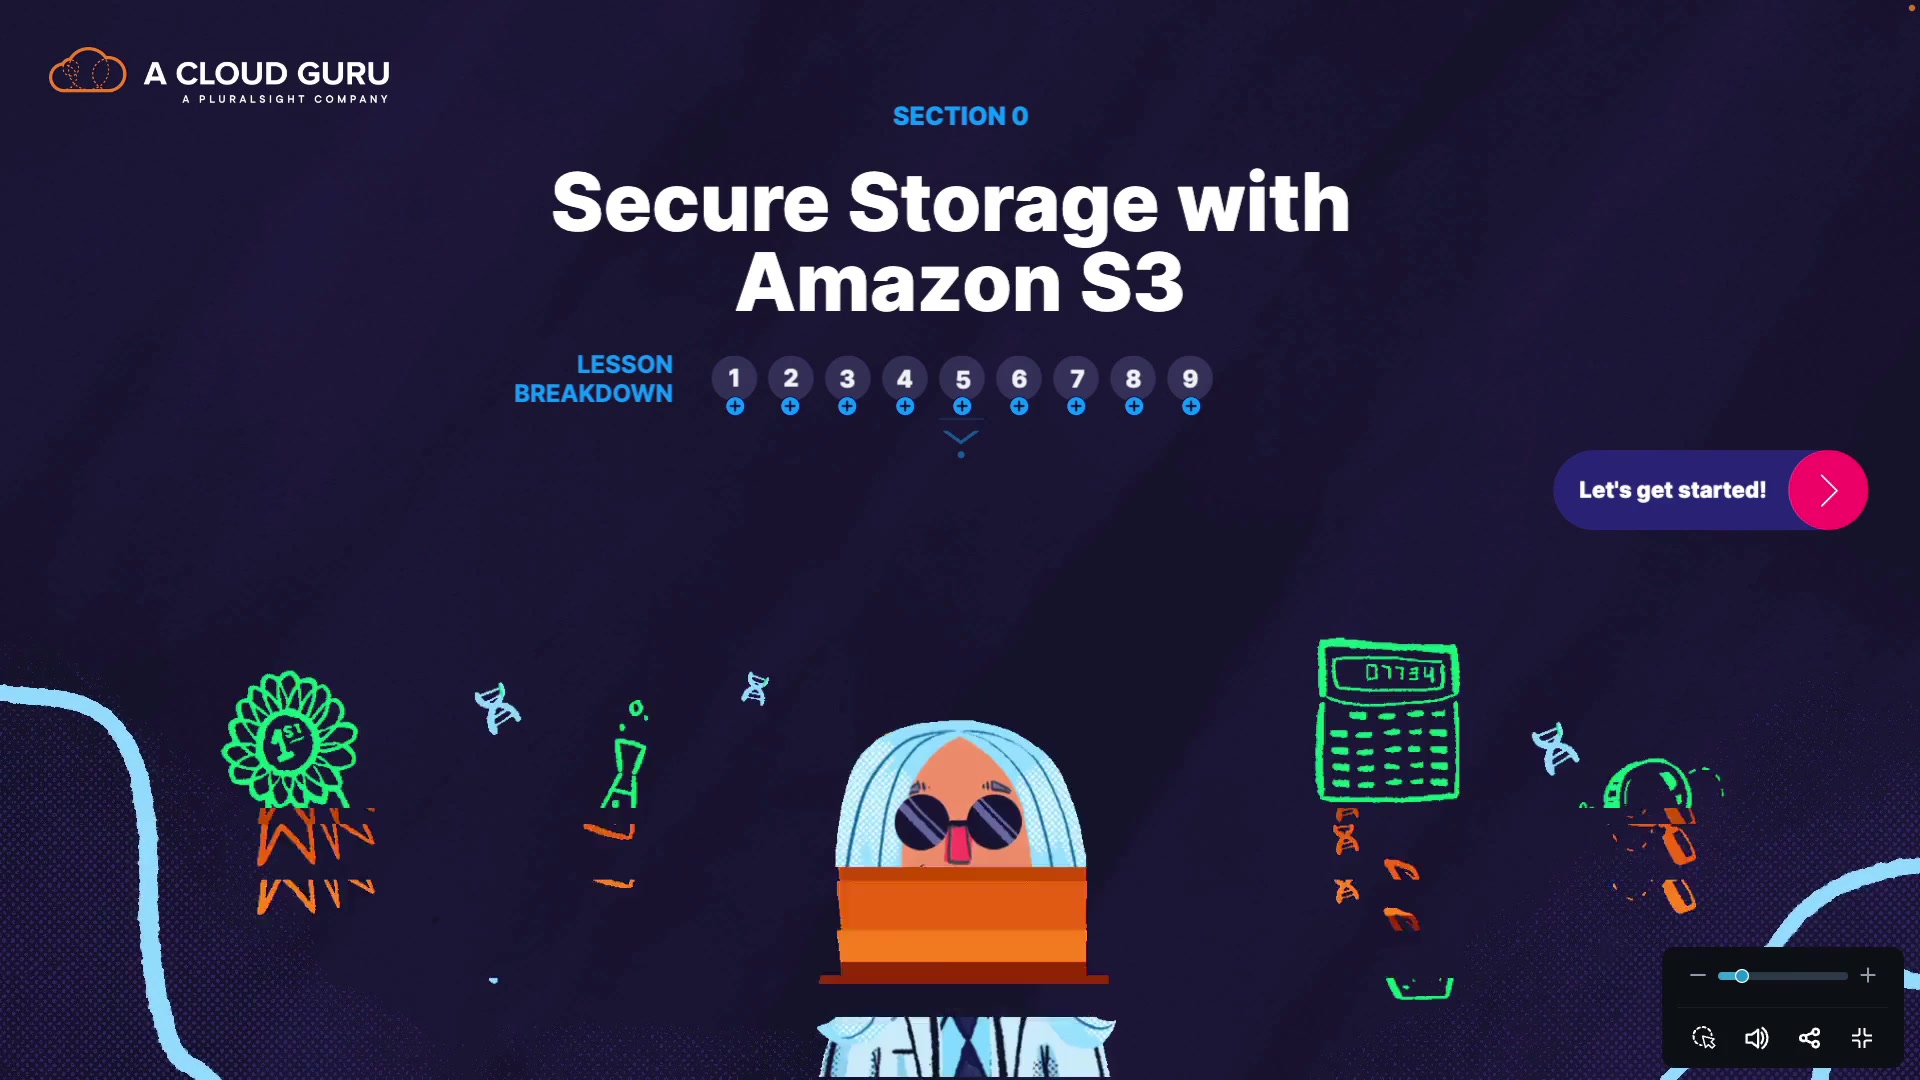 A CLOUD GURU
A PLURALSIGHT COMPANY
SECTION 0
Secure Storage with
Amazon S3
LESSON
BREAKDOWN
1 2 3 4 5 6 7 8 9
Let's get started!
07734
1ST